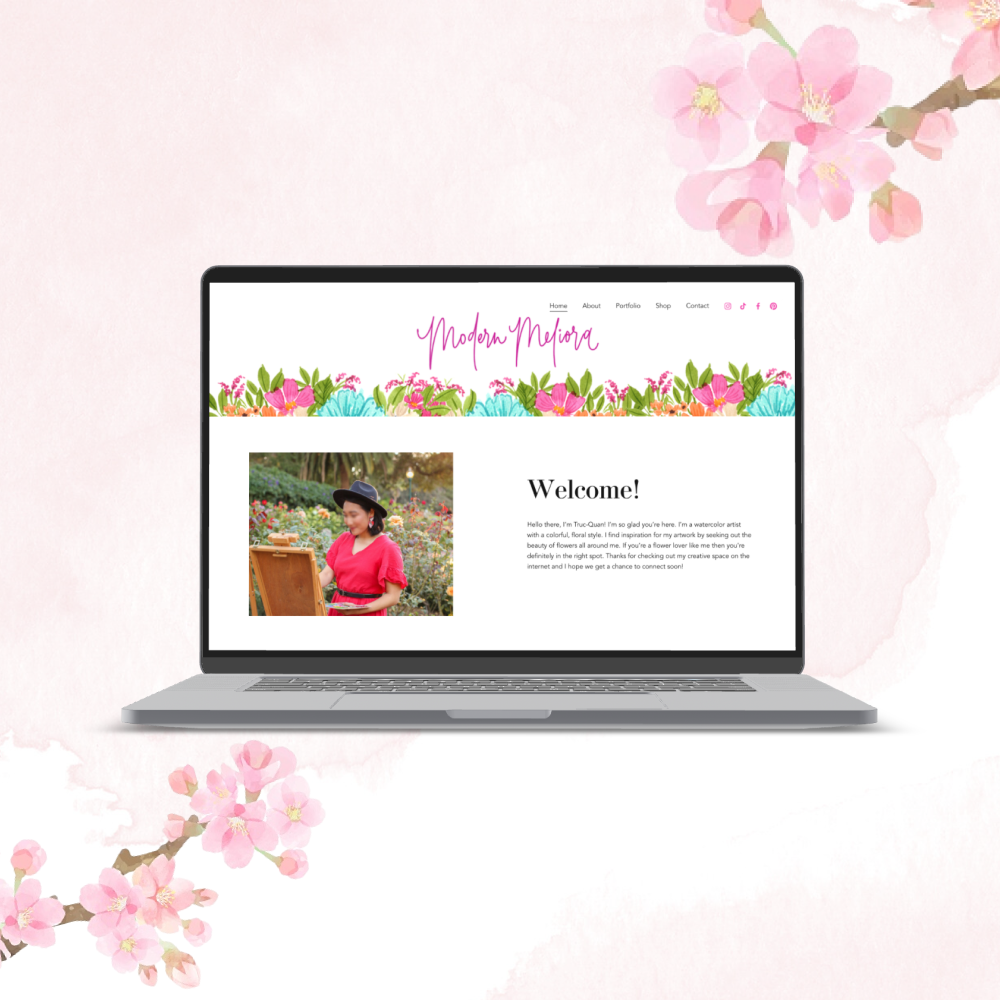 Home About Portfolio Shop Contact
Modern Meliora
Welcome!
Hello there, I'm Truc-Quan! I'm so glad you're here. I'm a watercolor artist
with a colorful, floral style. I find inspiration for my artwork by seeking out the
beauty of flowers all around me. If you're a flower lover like me then you're
definitely in the right spot. Thanks for checking out my creative space on the
internet and I hope we get a chance to connect soon!